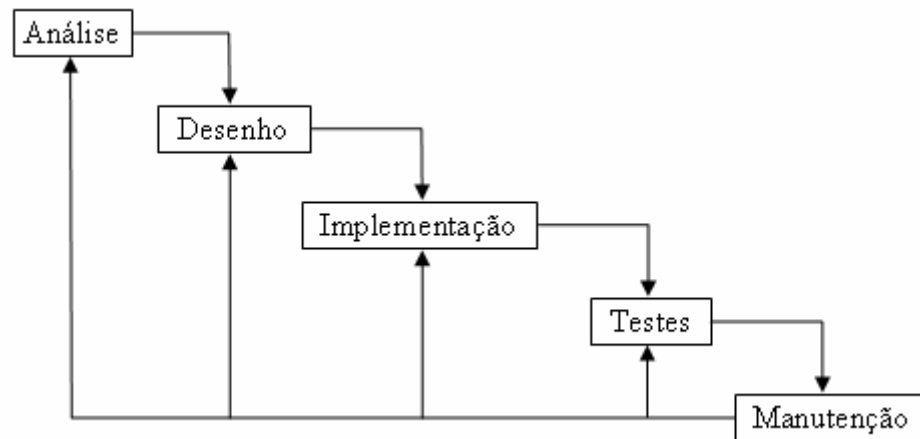 Análise
Desenho
Implementação
Testes
Manutenção